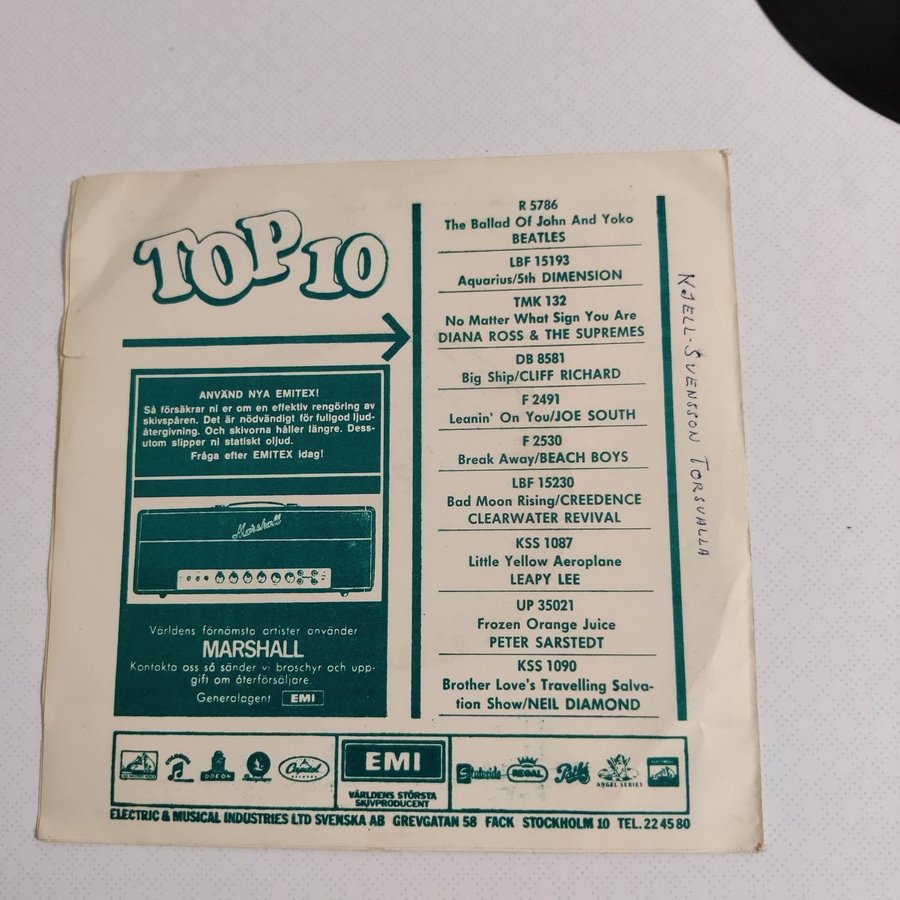 TOP 10
ANVÄND NYA EMITEX!
Så försäkrar ni er om en effektiv rengöring av
skivspåren. Det är nödvändigt för fullgod ljud-
återgivning. Och skivorna håller längre. Dess-
utom slipper ni statiskt oljud.
Fråga efter EMITEX idag!
Marshall
Världens förnämsta artister använder
MARSHALL
Kontakta oss så sänder vi broschyr och upp-
gift om återförsäljare.
Generalagent EMI
R 5786
The Ballad Of John And Yoko
BEATLES
LBF 15193
Aquarius/5th DIMENSION
TMK 132
No Matter What Sign You Are
DIANA ROSS & THE SUPREMES
DB 8581
Big Ship/CLIFF RICHARD
F 2491
Leanin' On You/JOE SOUTH
F 2530
Break Away/BEACH BOYS
LBF 15230
Bad Moon Rising/CREEDENCE
CLEARWATER REVIVAL
KSS 1087
Little Yellow Aeroplane
LEAPY LEE
UP 35021
Frozen Orange Juice
PETER SARSTEDT
KSS 1090
Brother Love's Travelling Salva-
tion Show/NEIL DIAMOND
KJELL-SVENSSON TORSVALLA
ODEON
Capitol
EMI
VÄRLDENS STÖRSTA
SKIVPRODUCENT
REGAL
Pathé
ANGEL SERIES
ELECTRIC & MUSICAL INDUSTRIES LTD SVENSKA AB GREVGATAN 58 FACK STOCKHOLM 10 TEL. 22 45 80